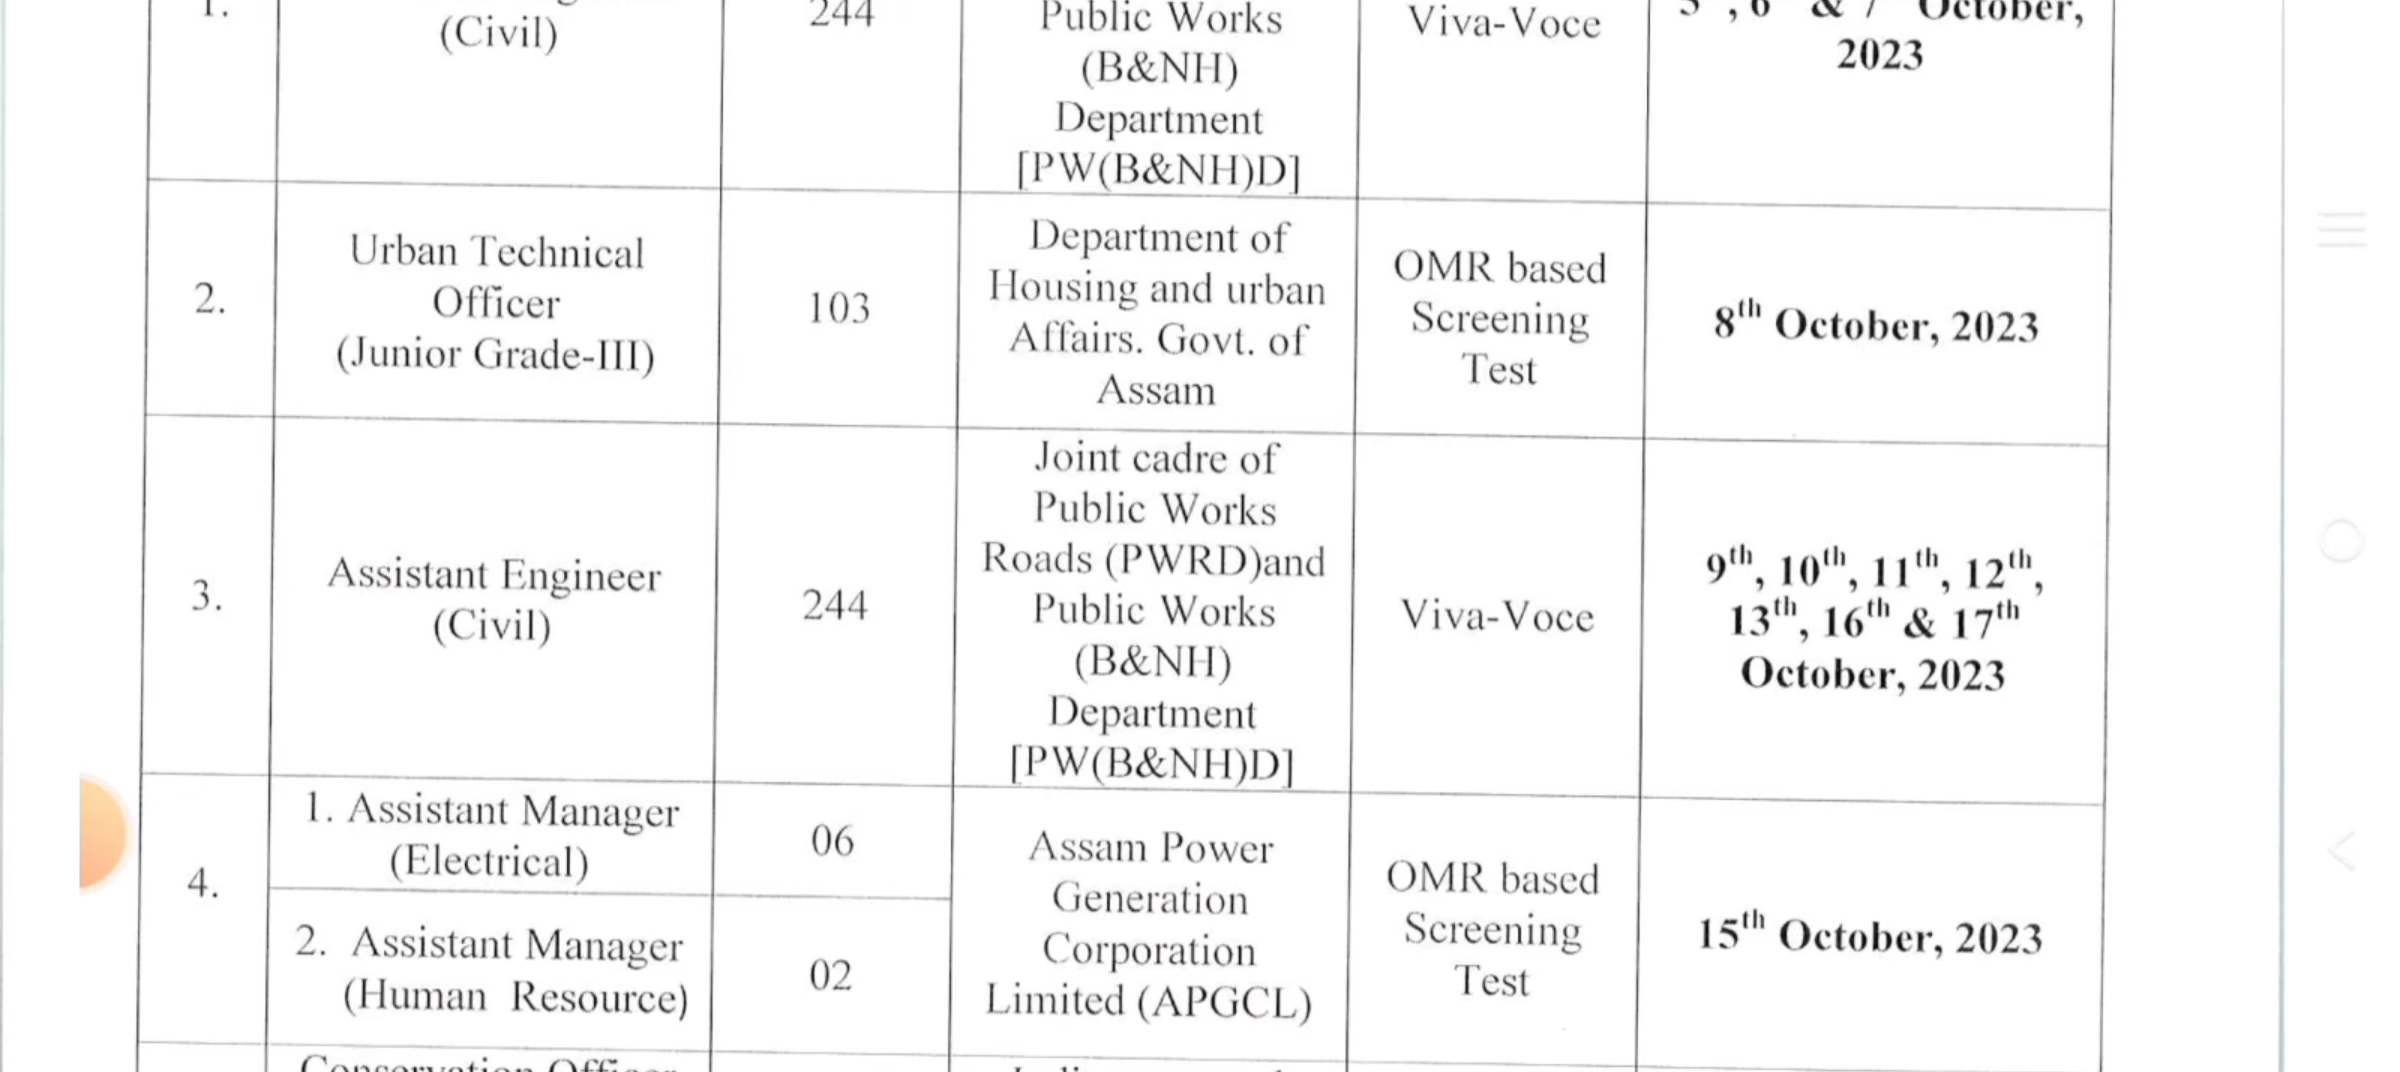 1.
(Civil)
244
Public Works
(B&NH)
Department
[PW(B&NH)D]
Viva-Voce
& 7 October,
2023
2.
Urban Technical
Officer
(Junior Grade-III)
103
Department of
Housing and urban
Affairs. Govt. of
Assam
OMR based
Screening
Test
8th October, 2023
3.
Assistant Engineer
(Civil)
244
Joint cadre of
Public Works
Roads (PWRD)and
Public Works
(B&NH)
Department
[PW(B&NH)D]
Viva-Voce
9th, 10th, 11th, 12th,
13th, 16th & 17th
October, 2023
4.
1. Assistant Manager
(Electrical)
06
2. Assistant Manager
(Human Resource)
02
Assam Power
Generation
Corporation
Limited (APGCL)
OMR based
Screening
Test
15th October, 2023
Conservation Officer